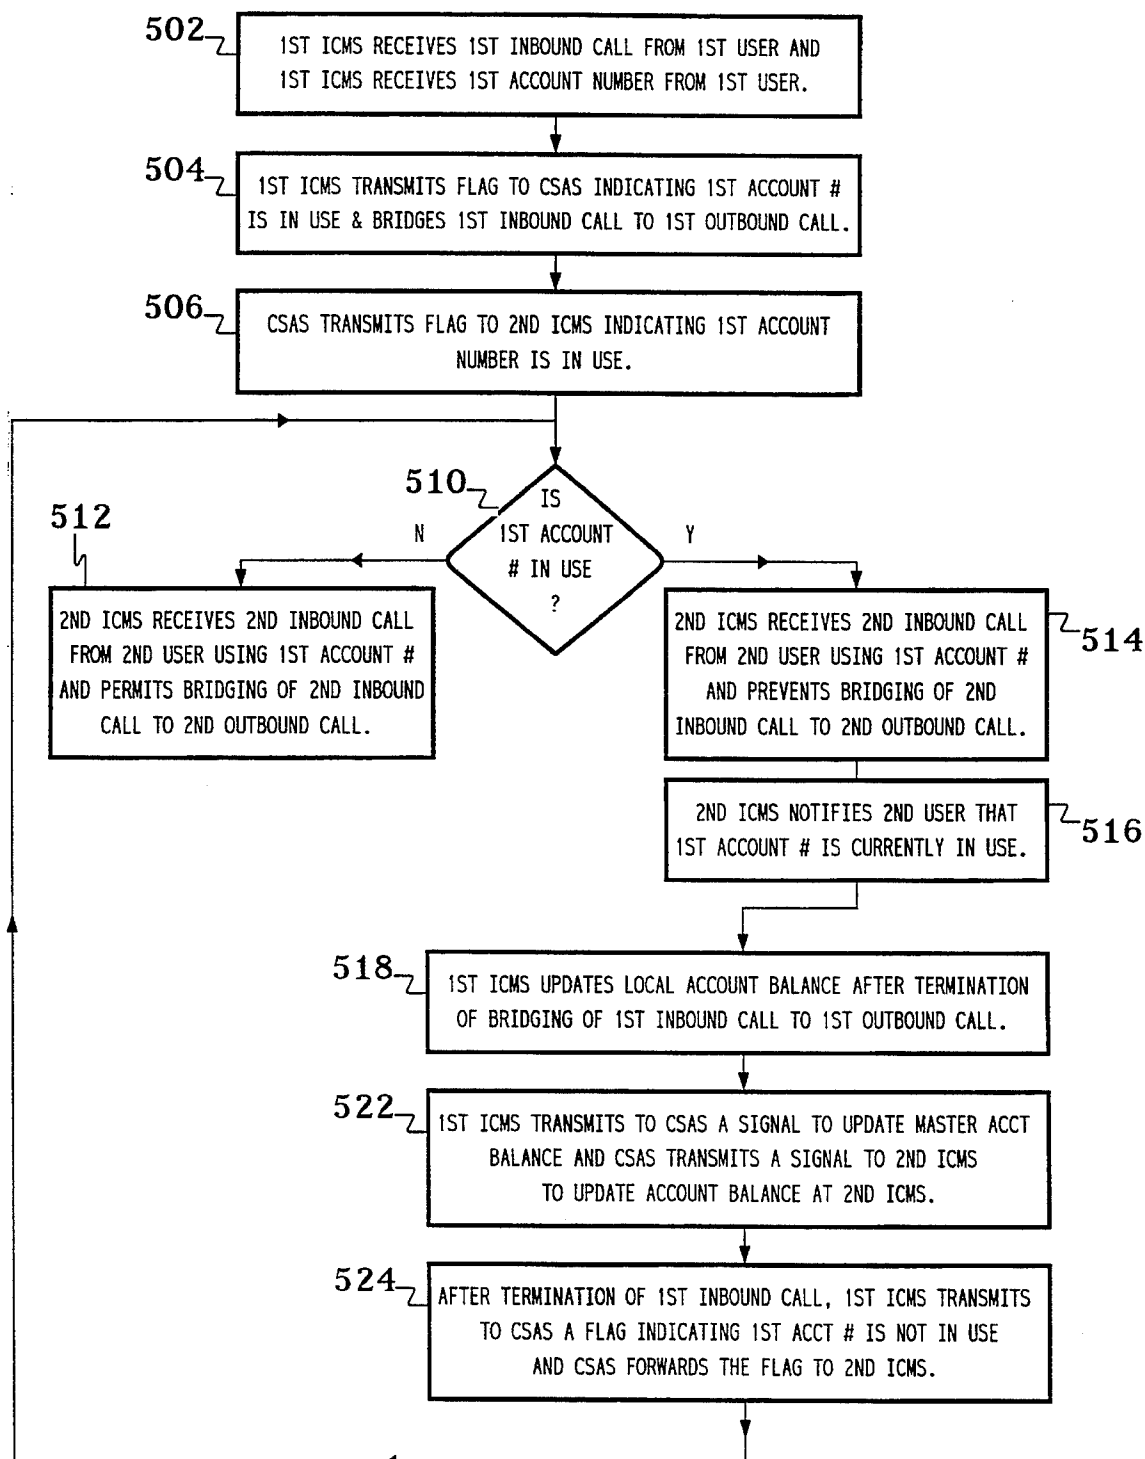 502
1ST ICMS RECEIVES 1ST INBOUND CALL FROM 1ST USER AND
1ST ICMS RECEIVES 1ST ACCOUNT NUMBER FROM 1ST USER.
504
1ST ICMS TRANSMITS FLAG TO CSAS INDICATING 1ST ACCOUNT #
IS IN USE & BRIDGES 1ST INBOUND CALL TO 1ST OUTBOUND CALL.
506
CSAS TRANSMITS FLAG TO 2ND ICMS INDICATING 1ST ACCOUNT
NUMBER IS IN USE.
510
IS
1ST ACCOUNT
# IN USE
?
N
Y
512
2ND ICMS RECEIVES 2ND INBOUND CALL
FROM 2ND USER USING 1ST ACCOUNT #
AND PERMITS BRIDGING OF 2ND INBOUND
CALL TO 2ND OUTBOUND CALL.
514
2ND ICMS RECEIVES 2ND INBOUND CALL
FROM 2ND USER USING 1ST ACCOUNT #
AND PREVENTS BRIDGING OF 2ND
INBOUND CALL TO 2ND OUTBOUND CALL.
516
2ND ICMS NOTIFIES 2ND USER THAT
1ST ACCOUNT # IS CURRENTLY IN USE.
518
1ST ICMS UPDATES LOCAL ACCOUNT BALANCE AFTER TERMINATION
OF BRIDGING OF 1ST INBOUND CALL TO 1ST OUTBOUND CALL.
522
1ST ICMS TRANSMITS TO CSAS A SIGNAL TO UPDATE MASTER ACCT
BALANCE AND CSAS TRANSMITS A SIGNAL TO 2ND ICMS
TO UPDATE ACCOUNT BALANCE AT 2ND ICMS.
524
AFTER TERMINATION OF 1ST INBOUND CALL, 1ST ICMS TRANSMITS
TO CSAS A FLAG INDICATING 1ST ACCT # IS NOT IN USE
AND CSAS FORWARDS THE FLAG TO 2ND ICMS.